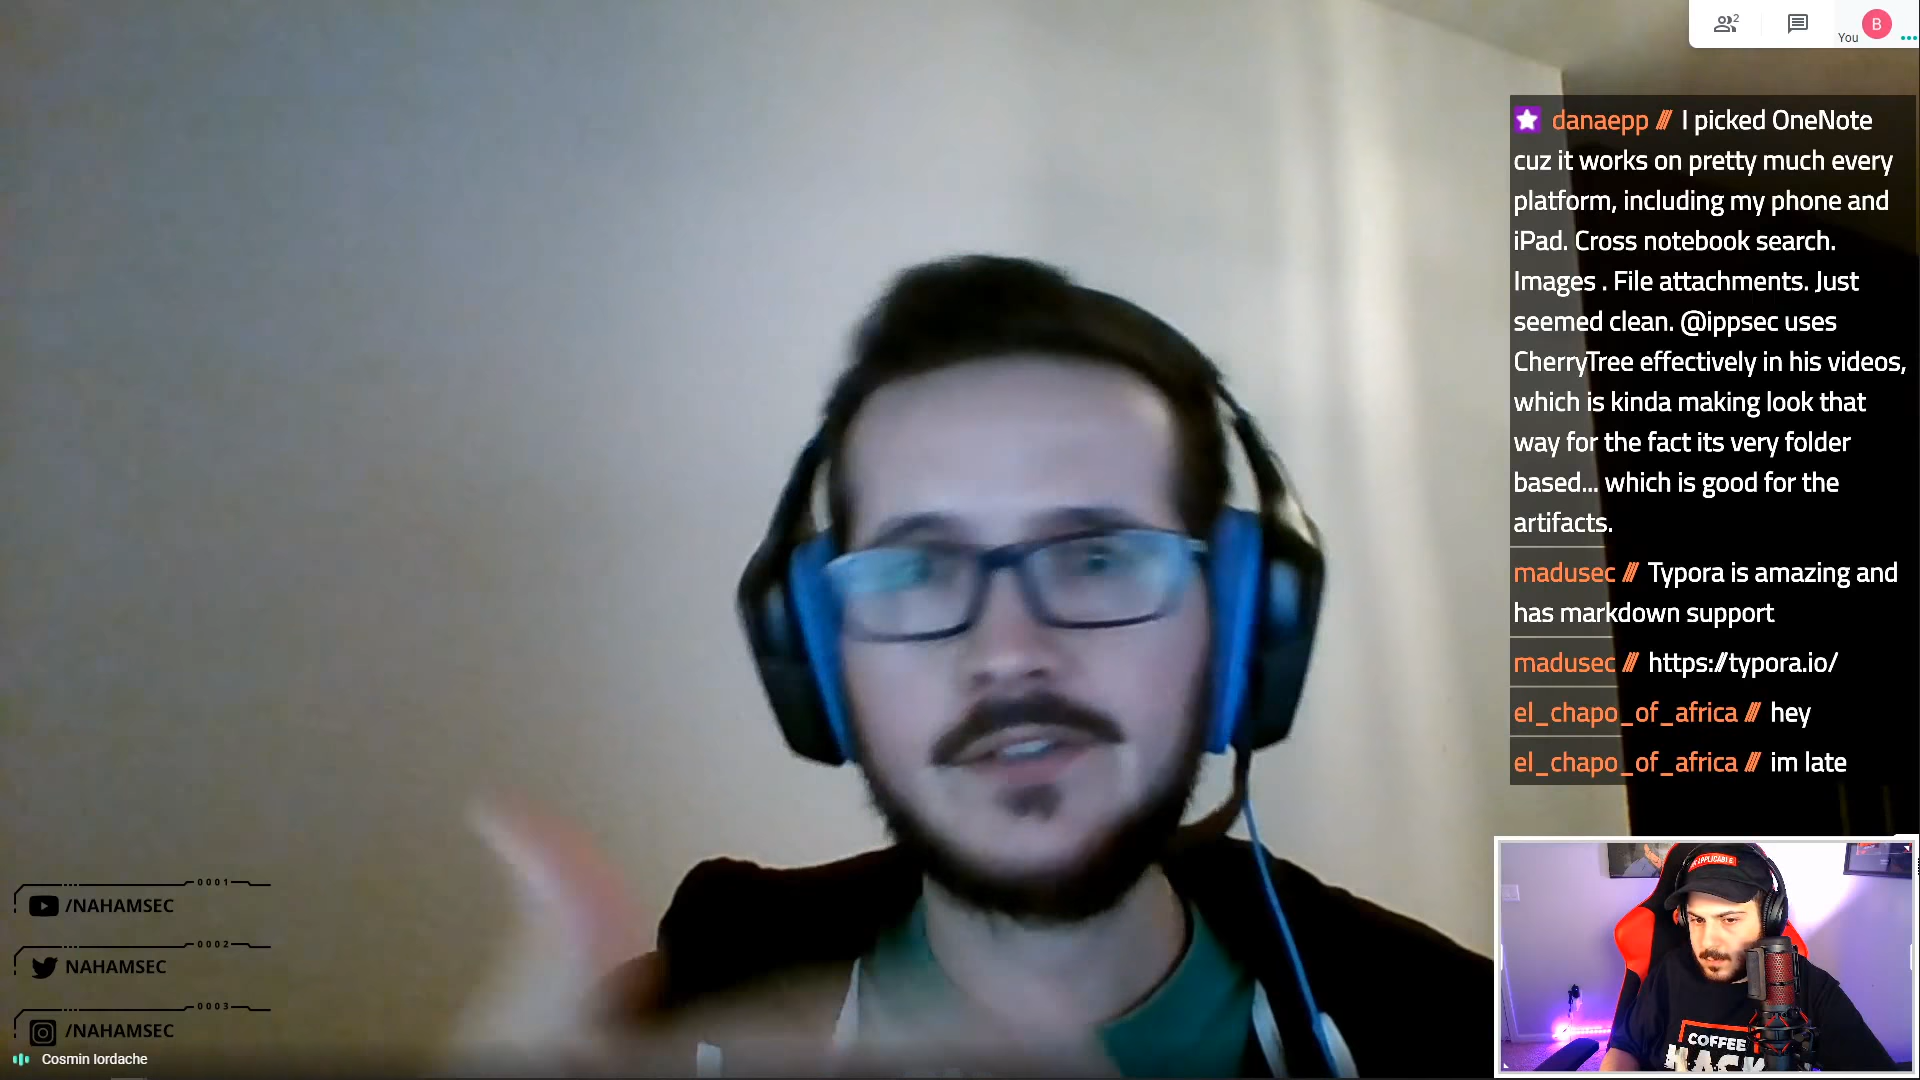 2
You
B
danaepp /// I picked OneNote
cuz it works on pretty much every
platform, including my phone and
iPad. Cross notebook search.
Images . File attachments. Just
seemed clean. @ippsec uses
CherryTree effectively in his videos,
which is kinda making look that
way for the fact its very folder
based... which is good for the
artifacts.
madusec /// Typora is amazing and
has markdown support
madusec /// https://typora.io/
el_chapo_of_africa /// hey
el_chapo_of_africa /// im late
0001
/NAHAMSEC
0002
NAHAMSEC
0003
/NAHAMSEC
Cosmin Iordache
APPLICABLE
COFFEE
HACK